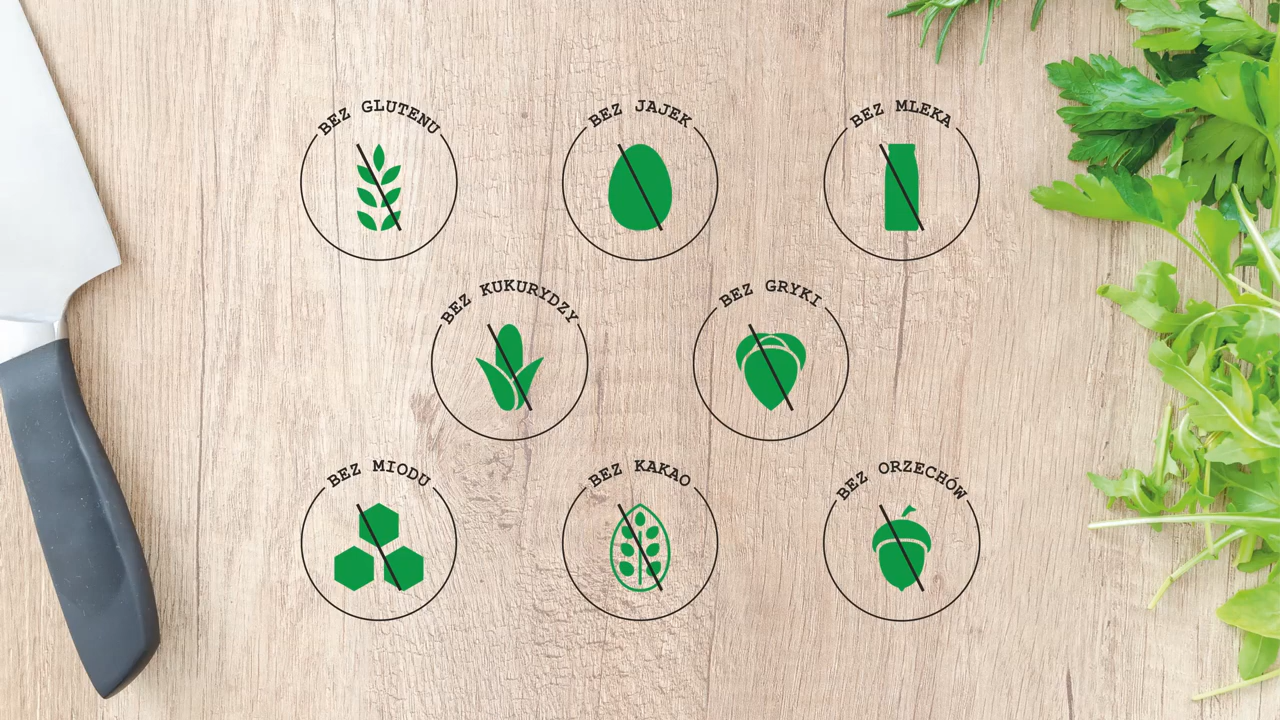 BEZ GLUTENU
BEZ JAJEK
BEZ MLEKA
BEZ KUKURYDZY
BEZ GRYKI
BEZ MIODU
BEZ KAKAO
BEZ ORZECHÓW